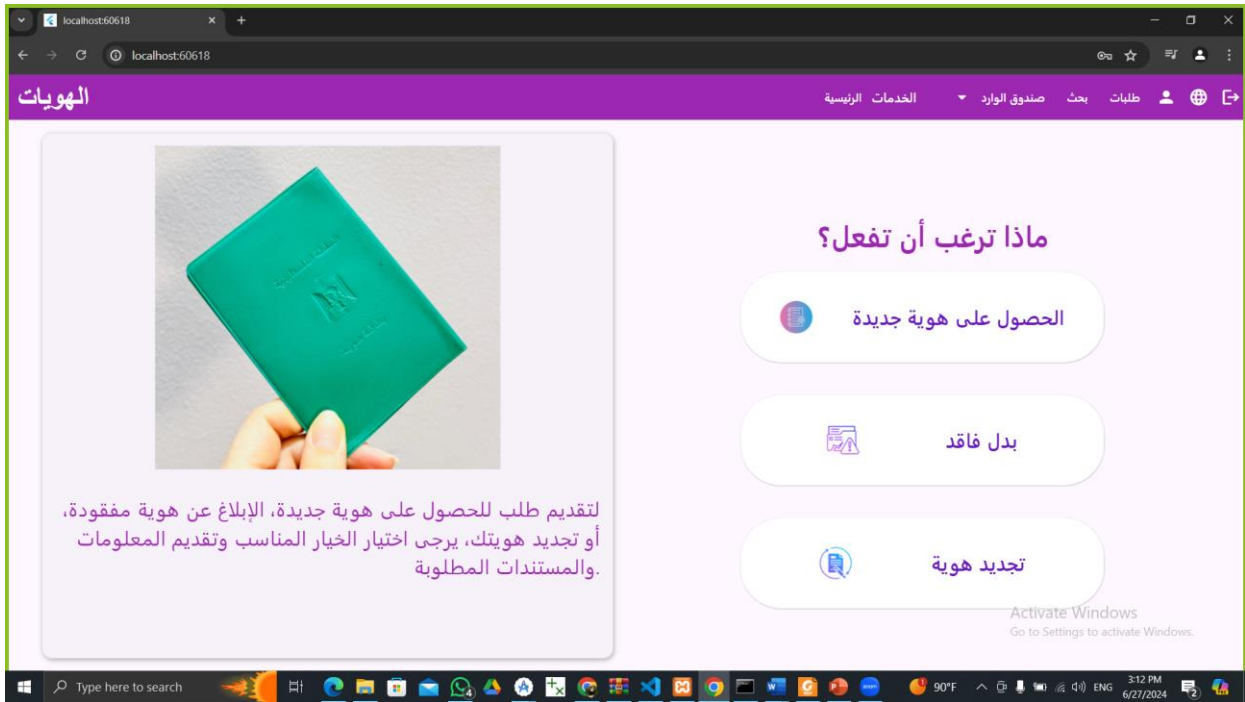 localhost:60618
localhost:60618
الهويات
الرئيسية
الخدمات
صندوق الوارد
بحث
طلبات
ماذا ترغب أن تفعل؟
الحصول على هوية جديدة
بدل فاقد
تجديد هوية
لتقديم طلب للحصول على هوية جديدة، الإبلاغ عن هوية مفقودة،
أو تجديد هويتك، يرجى اختيار الخيار المناسب وتقديم المعلومات
والمستندات المطلوبة.
Activate Windows
Go to Settings to activate Windows.
Type here to search
90°F
ENG
3:12 PM
6/27/2024